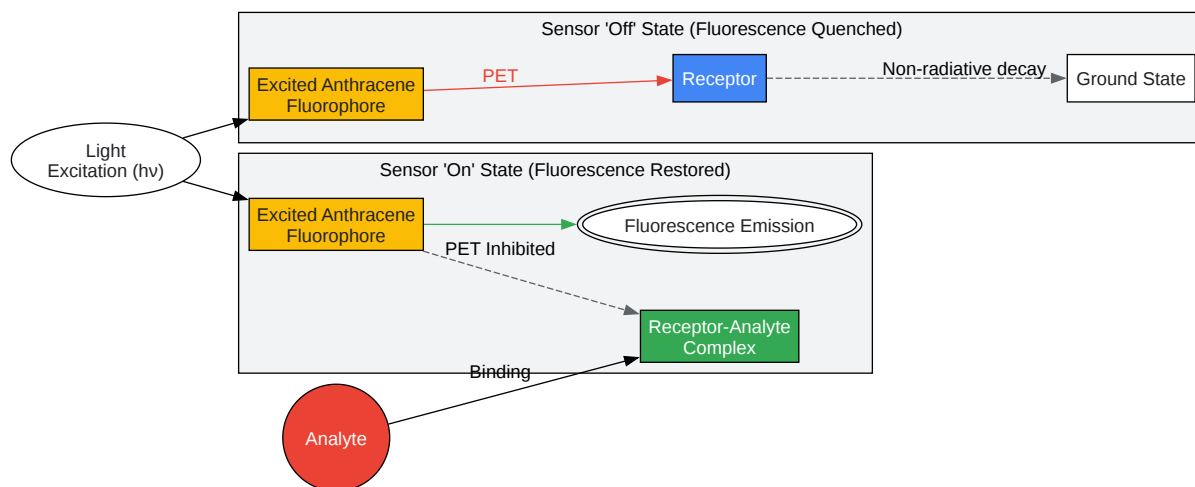 Sensor 'Off' State (Fluorescence Quenched)
Excited Anthracene
Fluorophore
PET
Receptor
Non-radiative decay
Ground State
Light
Excitation (hν)
Sensor 'On' State (Fluorescence Restored)
Excited Anthracene
Fluorophore
Fluorescence Emission
PET Inhibited
Receptor-Analyte
Complex
Binding
Analyte